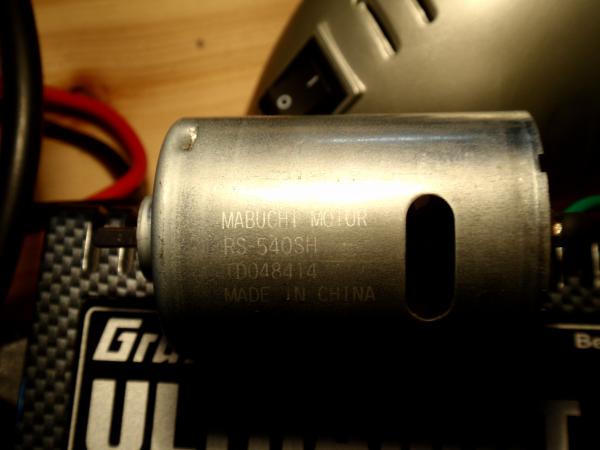 MABUCHI MOTOR
RS-540SH
TD048414
MADE IN CHINA